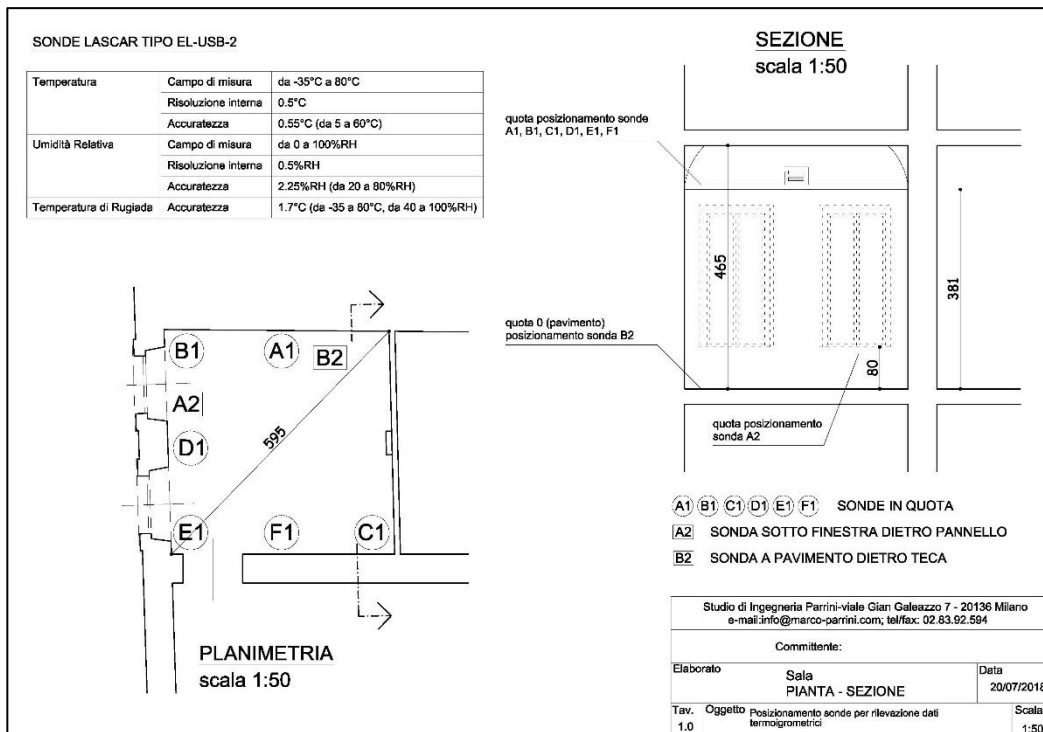 SONDE LASCAR TIPO EL-USB-2
Temperatura Campo di misura da -35°C a 80°C
Risoluzione interna 0.5°C
Accuratezza 0.55°C (da 5 a 60°C)
Umidità Relativa Campo di misura da 0 a 100%RH
Risoluzione interna 0.5%RH
Accuratezza 2.25%RH (da 20 a 80%RH)
Temperatura di Rugiada Accuratezza 1.7°C (da -35 a 80°C, da 40 a 100%RH)
B1
A1
B2
A2
D1
595
E1
F1
C1
PLANIMETRIA
scala 1:50
SEZIONE
scala 1:50
quota posizionamento sonde
A1, B1, C1, D1, E1, F1
465
381
80
quota 0 (pavimento)
posizionamento sonda B2
quota posizionamento
sonda A2
A1 B1 C1 D1 E1 F1 SONDE IN QUOTA
A2 SONDA SOTTO FINESTRA DIETRO PANNELLO
B2 SONDA A PAVIMENTO DIETRO TECA
Studio di Ingegneria Parrini-viale Gian Galeazzo 7 - 20136 Milano
e-mail:info@marco-parrini.com; tel/fax: 02.83.92.594
Committente:
Elaborato
Sala
PIANTA - SEZIONE
Data
20/07/2018
Tav.
1.0
Oggetto Posizionamento sonde per rilevazione dati
termoigrometrici
Scala
1:50